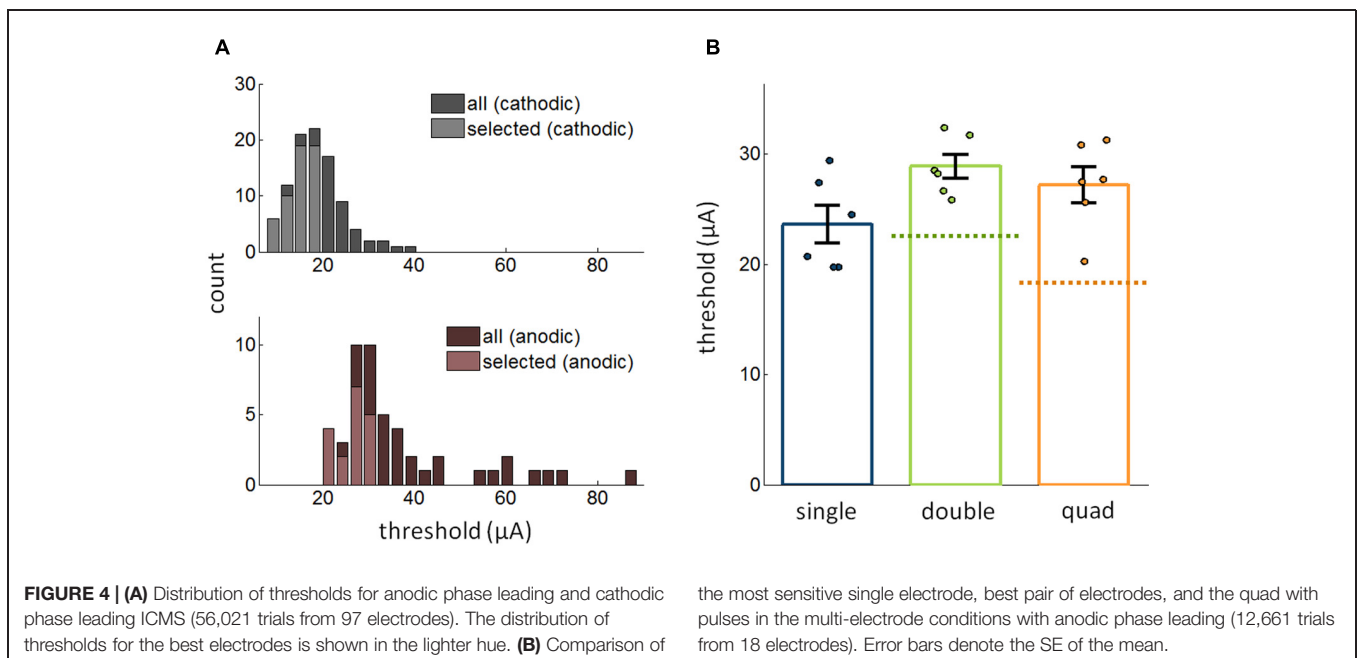 A
30
20
10
0
all (cathodic)
selected (cathodic)
20
40
60
80
count
10
5
0
all (anodic)
selected (anodic)
20
40
60
80
threshold (µA)
B
threshold (µA)
30
20
10
0
single
double
quad
FIGURE 4 | (A) Distribution of thresholds for anodic phase leading and cathodic
phase leading ICMS (56,021 trials from 97 electrodes). The distribution of
thresholds for the best electrodes is shown in the lighter hue. (B) Comparison of
the most sensitive single electrode, best pair of electrodes, and the quad with
pulses in the multi-electrode conditions with anodic phase leading (12,661 trials
from 18 electrodes). Error bars denote the SE of the mean.